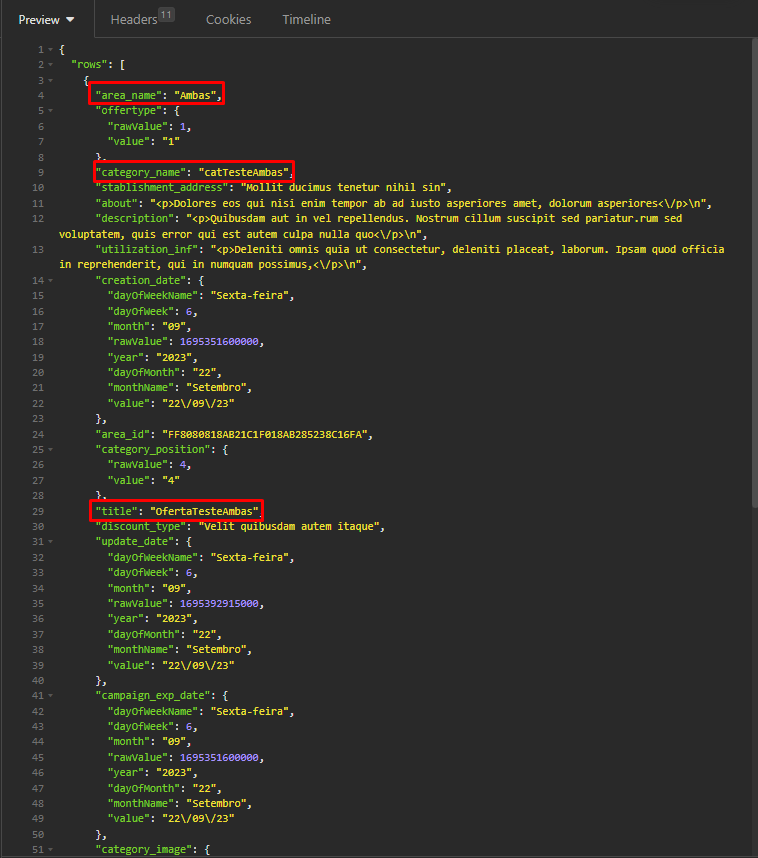 Preview Headers 11 Cookies Timeline
1 {
2 "rows": [
3 {
4 "area_name": "Ambas",
5 "offertype": {
6 "rawValue": 1,
7 "value": "1"
8 },
9 "category_name": "catTesteAmbas",
10 "stablishment_address": "Mollit ducimus tenetur nihil sin",
11 "about": "<p>Dolores eos qui nisi enim tempor ab ad iusto asperiores amet, dolorum asperiores<\/p>\n",
12 "description": "<p>Quibusdam aut in vel repellendus. Nostrum cillum suscipit sed pariatur.rum sed
voluptatem, quis error qui est autem culpa nulla quo<\/p>\n",
13 "utilization_inf": "<p>Deleniti omnis quia ut consectetur, deleniti placeat, laborum. Ipsam quod officia
in reprehenderit, qui in numquam possimus,<\/p>\n",
14 "creation_date": {
15 "dayOfWeekName": "Sexta-feira",
16 "dayOfWeek": 6,
17 "month": "09",
18 "rawValue": 1695351600000,
19 "year": "2023",
20 "dayOfMonth": "22",
21 "monthName": "Setembro",
22 "value": "22\/09\/23"
23 },
24 "area_id": "FF8080818AB21C1F018AB285238C16FA",
25 "category_position": {
26 "rawValue": 4,
27 "value": "4"
28 },
29 "title": "OfertaTesteAmbas",
30 "discount_type": "Velit quibusdam autem itaque",
31 "update_date": {
32 "dayOfWeekName": "Sexta-feira",
33 "dayOfWeek": 6,
34 "month": "09",
35 "rawValue": 1695392915000,
36 "year": "2023",
37 "dayOfMonth": "22",
38 "monthName": "Setembro",
39 "value": "22\/09\/23"
40 },
41 "campaign_exp_date": {
42 "dayOfWeekName": "Sexta-feira",
43 "dayOfWeek": 6,
44 "month": "09",
45 "rawValue": 1695351600000,
46 "year": "2023",
47 "dayOfMonth": "22",
48 "monthName": "Setembro",
49 "value": "22\/09\/23"
50 },
51 "category_image": {